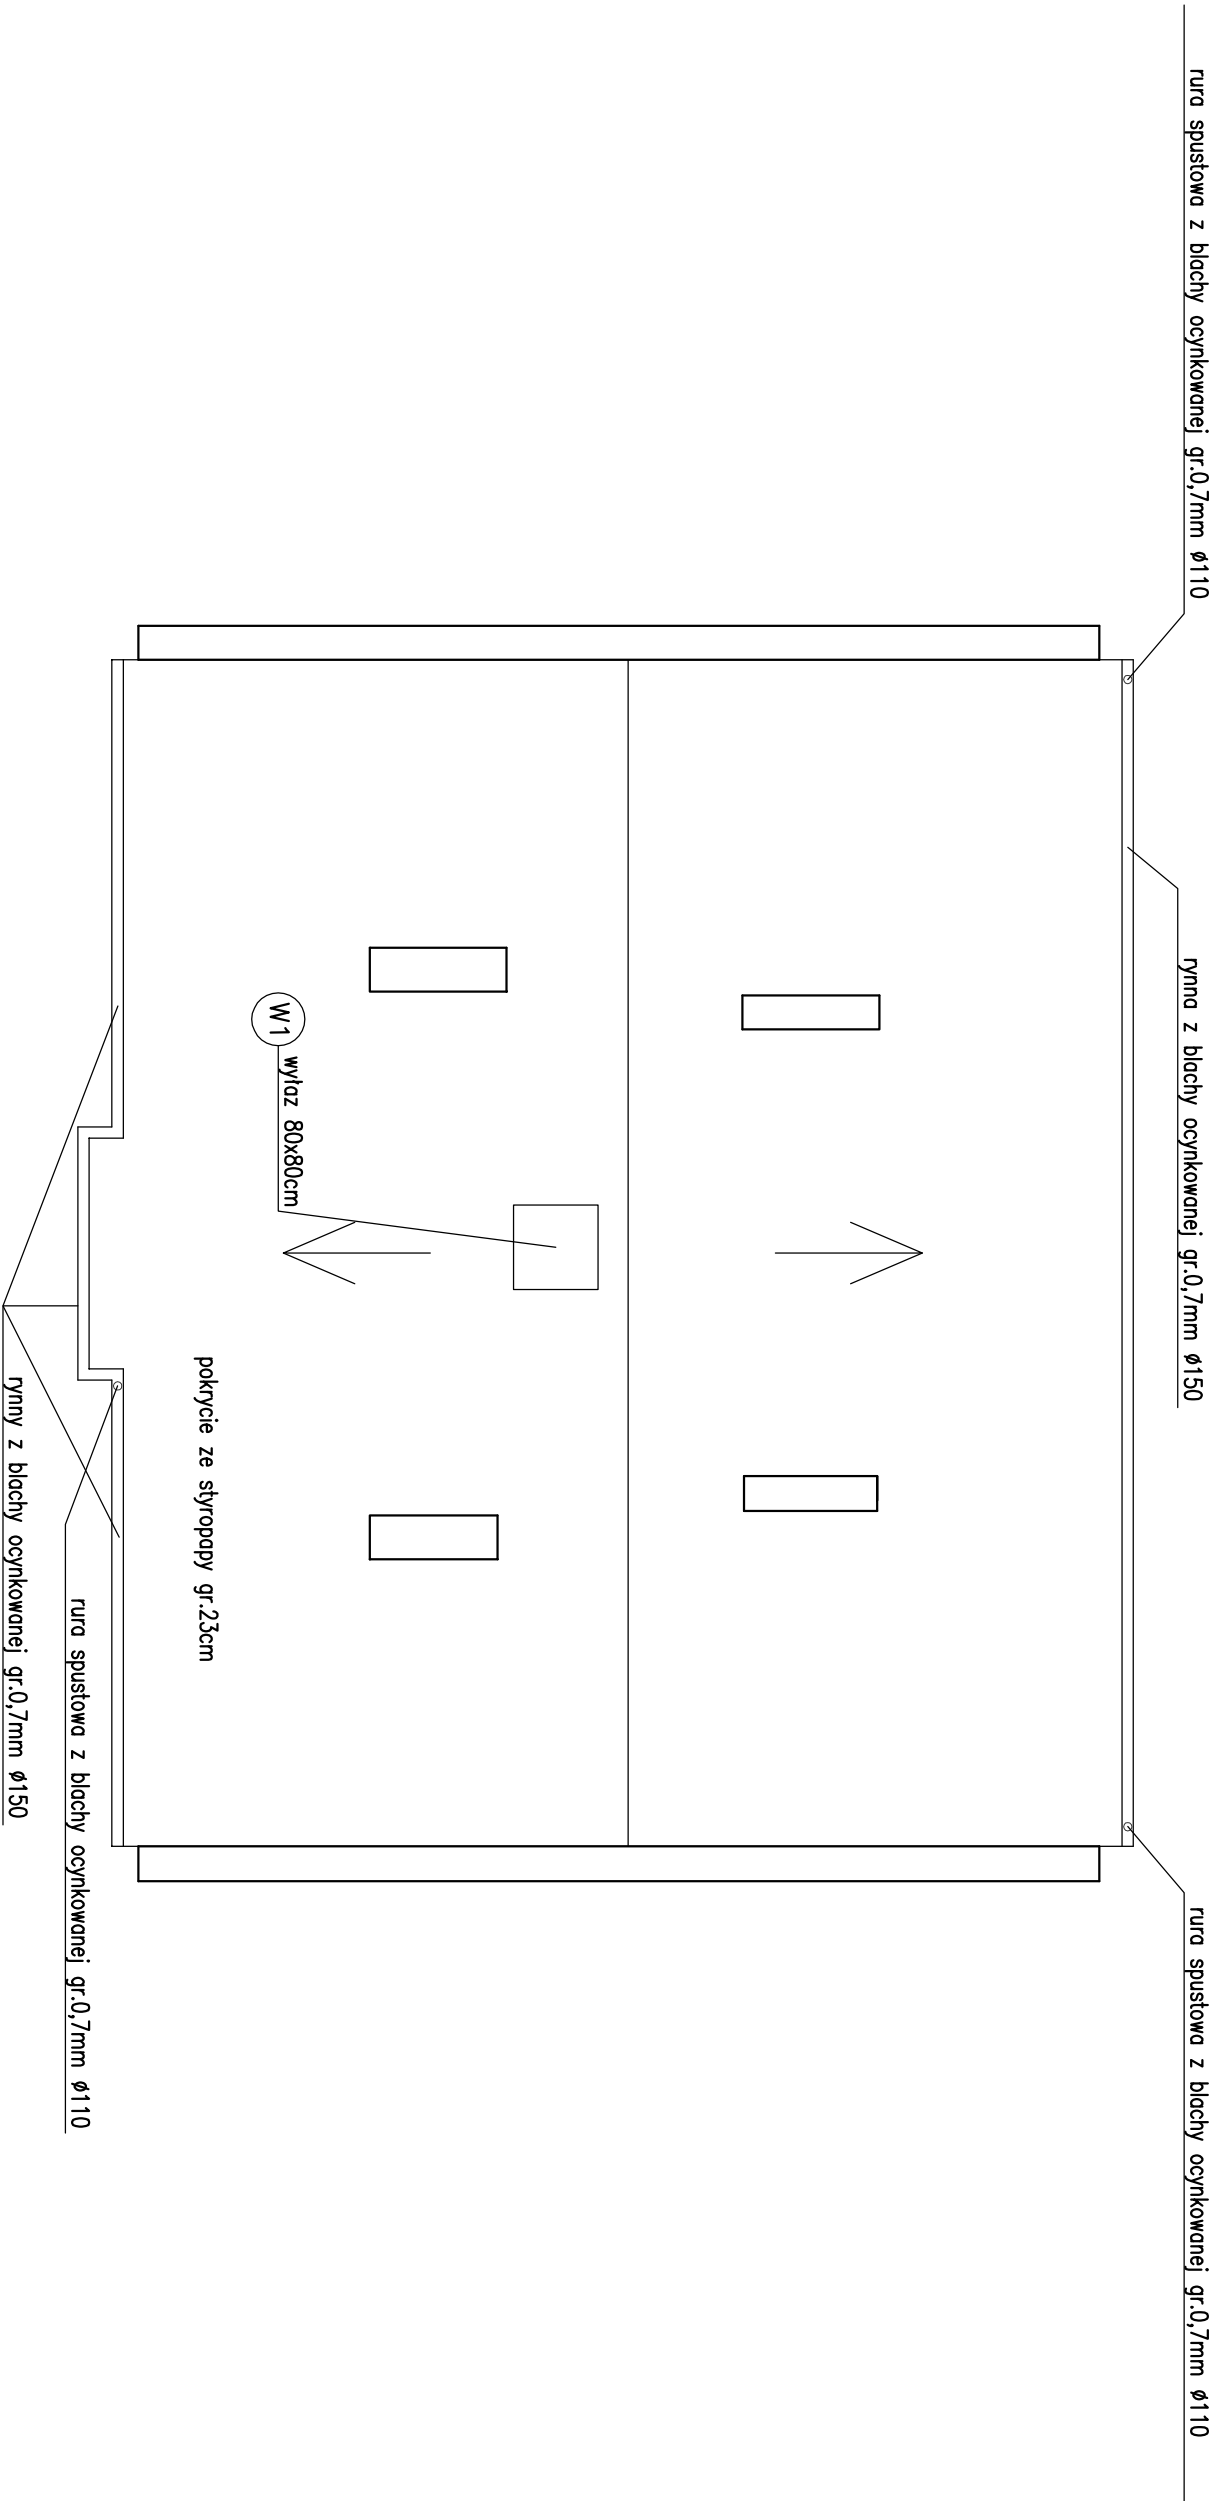 rura spustowa z blachy ocynkowanej gr.0,7mm ø110
rynna z blachy ocynkowanej gr.0,7mm ø150
rura spustowa z blachy ocynkowanej gr.0,7mm ø110
W1
wyłaz 80x80cm
pokrycie ze styropapy gr.23cm
rura spustowa z blachy ocynkowanej gr.0,7mm ø110
rynny z blachy ocynkowanej gr.0,7mm ø150